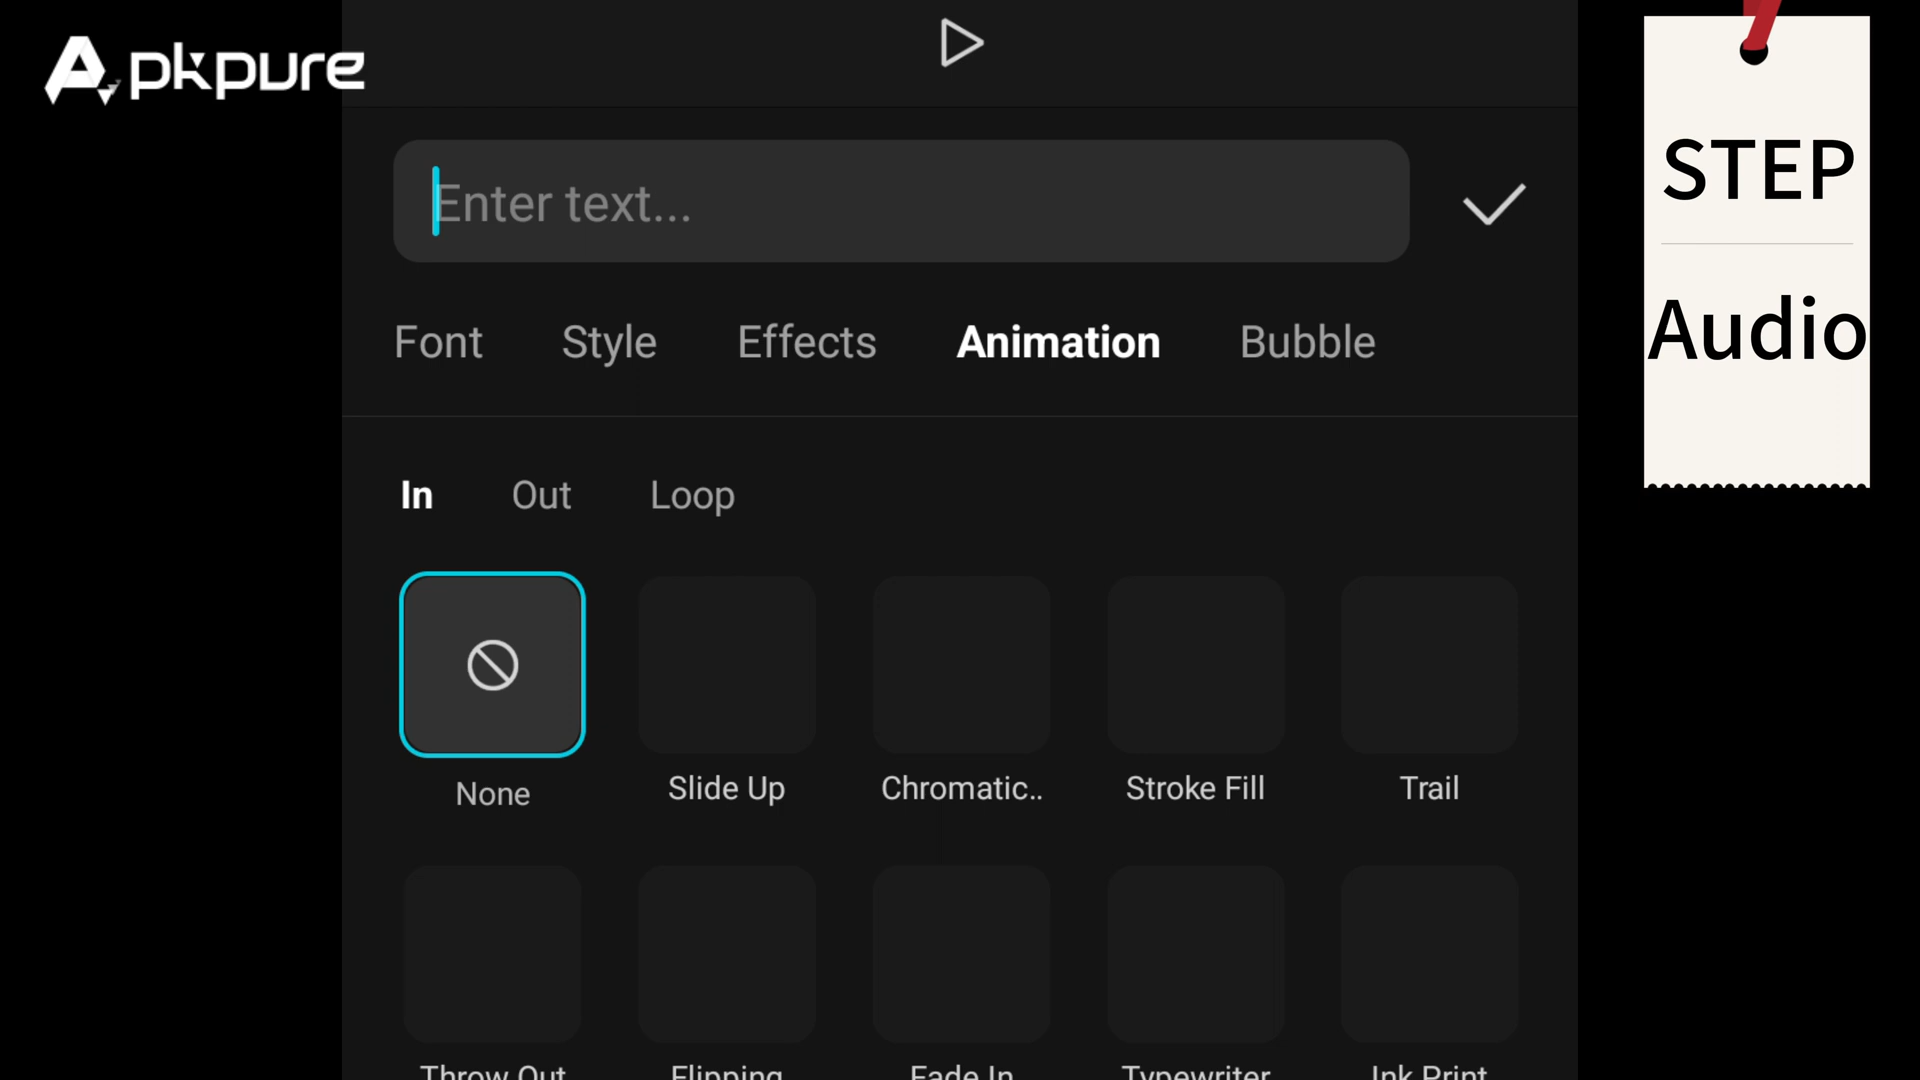 Apkpure
Enter text...
Font Style Effects Animation Bubble
In Out Loop
None Slide Up Chromatic.. Stroke Fill Trail
Throw Out Flipping Fade In Typewriter Ink Print
STEP
Audio